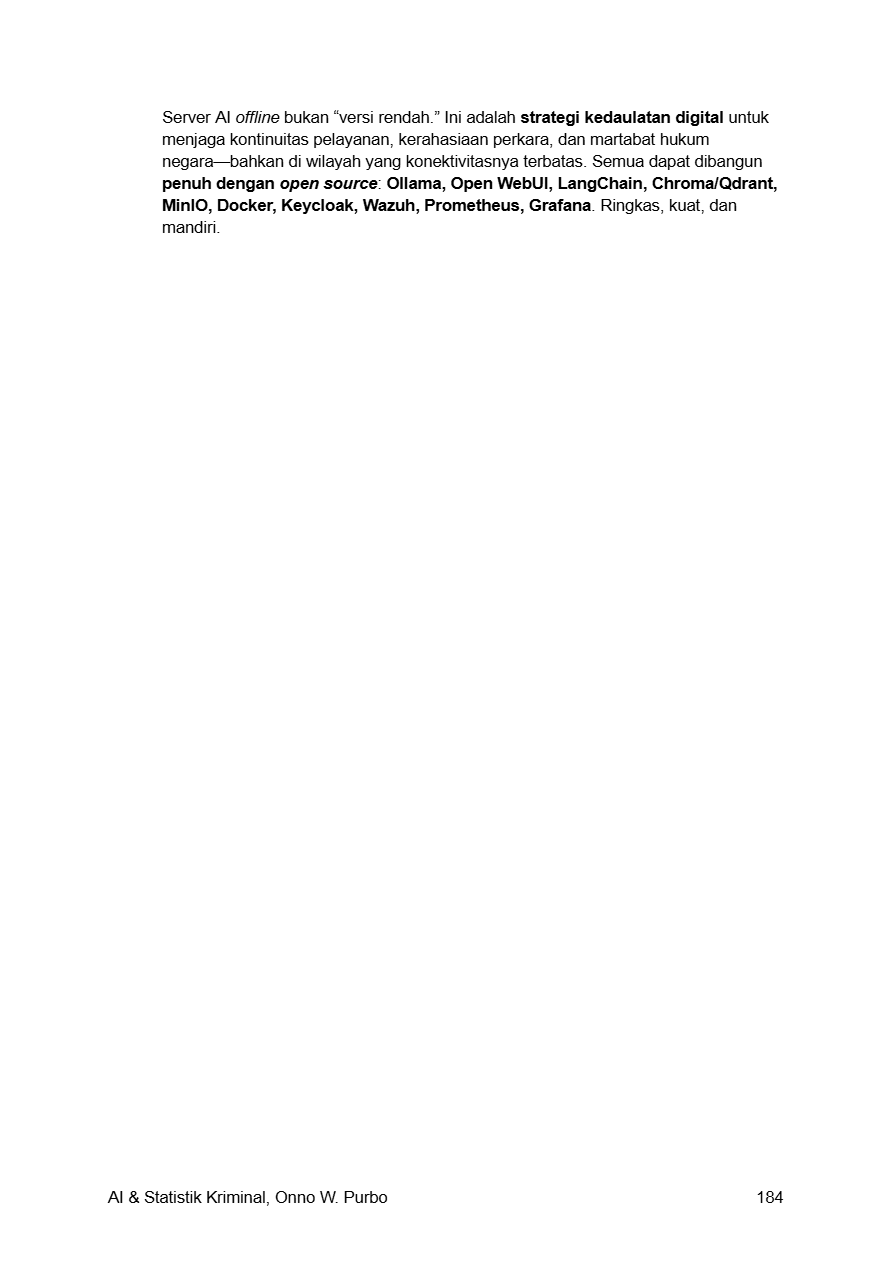 Server AI offline bukan “versi rendah.” Ini adalah strategi kedaulatan digital untuk
menjaga kontinuitas pelayanan, kerahasiaan perkara, dan martabat hukum
negara—bahkan di wilayah yang konektivitasnya terbatas. Semua dapat dibangun
penuh dengan open source: Ollama, Open WebUI, LangChain, Chroma/Qdrant,
MinIO, Docker, Keycloak, Wazuh, Prometheus, Grafana. Ringkas, kuat, dan
mandiri.
AI & Statistik Kriminal, Onno W. Purbo 184